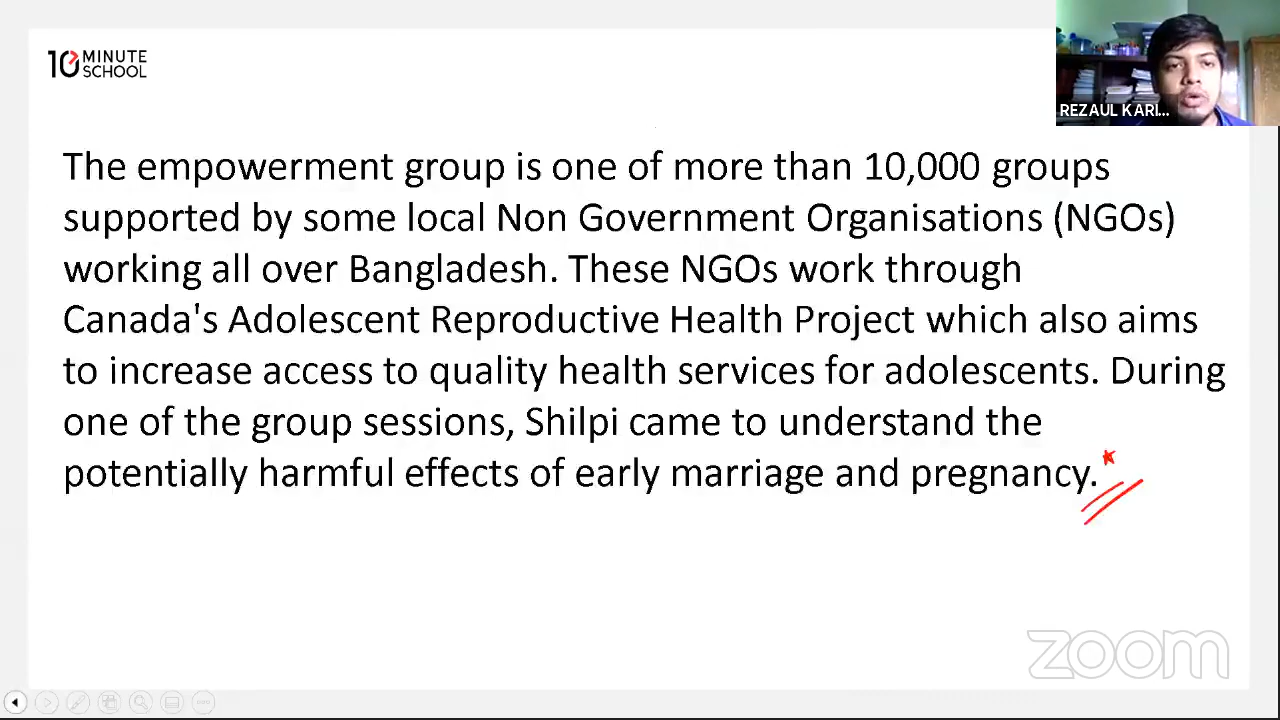 10 MINUTE
SCHOOL
REZAUL KARI...
The empowerment group is one of more than 10,000 groups
supported by some local Non Government Organisations (NGOs)
working all over Bangladesh. These NGOs work through
Canada's Adolescent Reproductive Health Project which also aims
to increase access to quality health services for adolescents. During
one of the group sessions, Shilpi came to understand the
potentially harmful effects of early marriage and pregnancy.
zoom